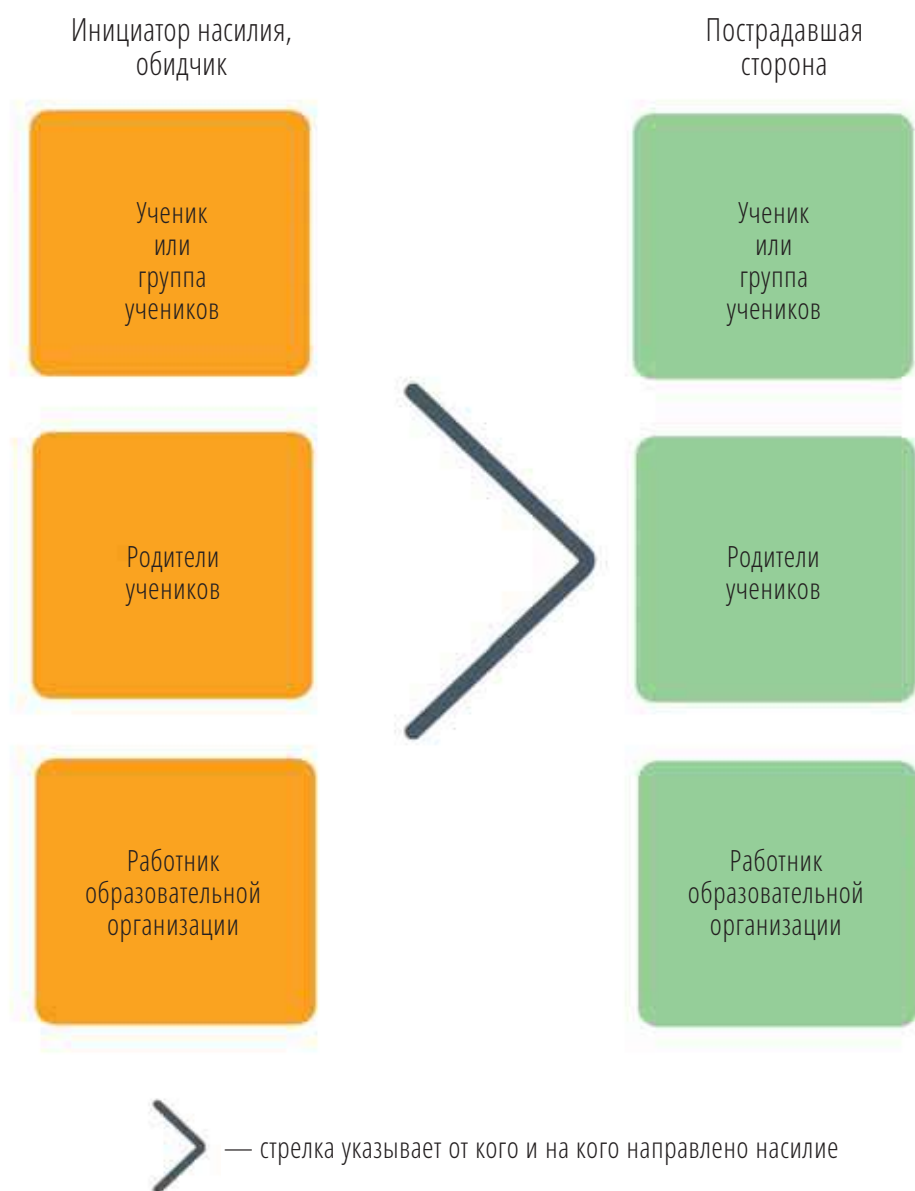 Инициатор насилия,
обидчик
Пострадавшая
сторона
Ученик
или
группа
учеников
Ученик
или
группа
учеников
Родители
учеников
Родители
учеников
Работник
образовательной
организации
Работник
образовательной
организации
— стрелка указывает от кого и на кого направлено насилие